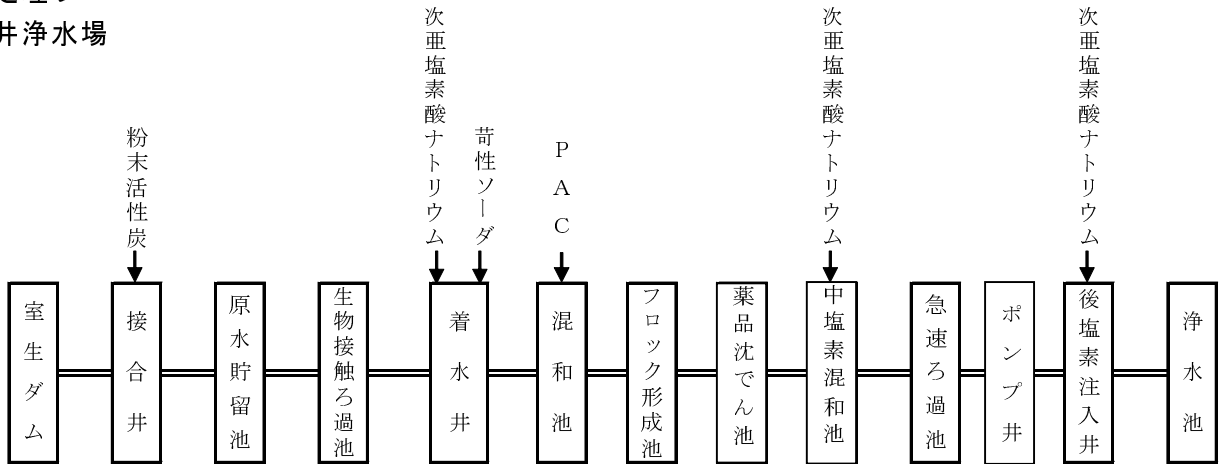 井浄水場
粉末活性炭
次亜塩素酸ナトリウム
苛性ソーダ
PAC
次亜塩素酸ナトリウム
次亜塩素酸ナトリウム
室生ダム
接合井
原水貯留池
生物接触ろ過池
着水井
混和池
フロック形成池
薬品沈でん池
中塩素混和池
急速ろ過池
ポンプ井
後塩素注入井
浄水池